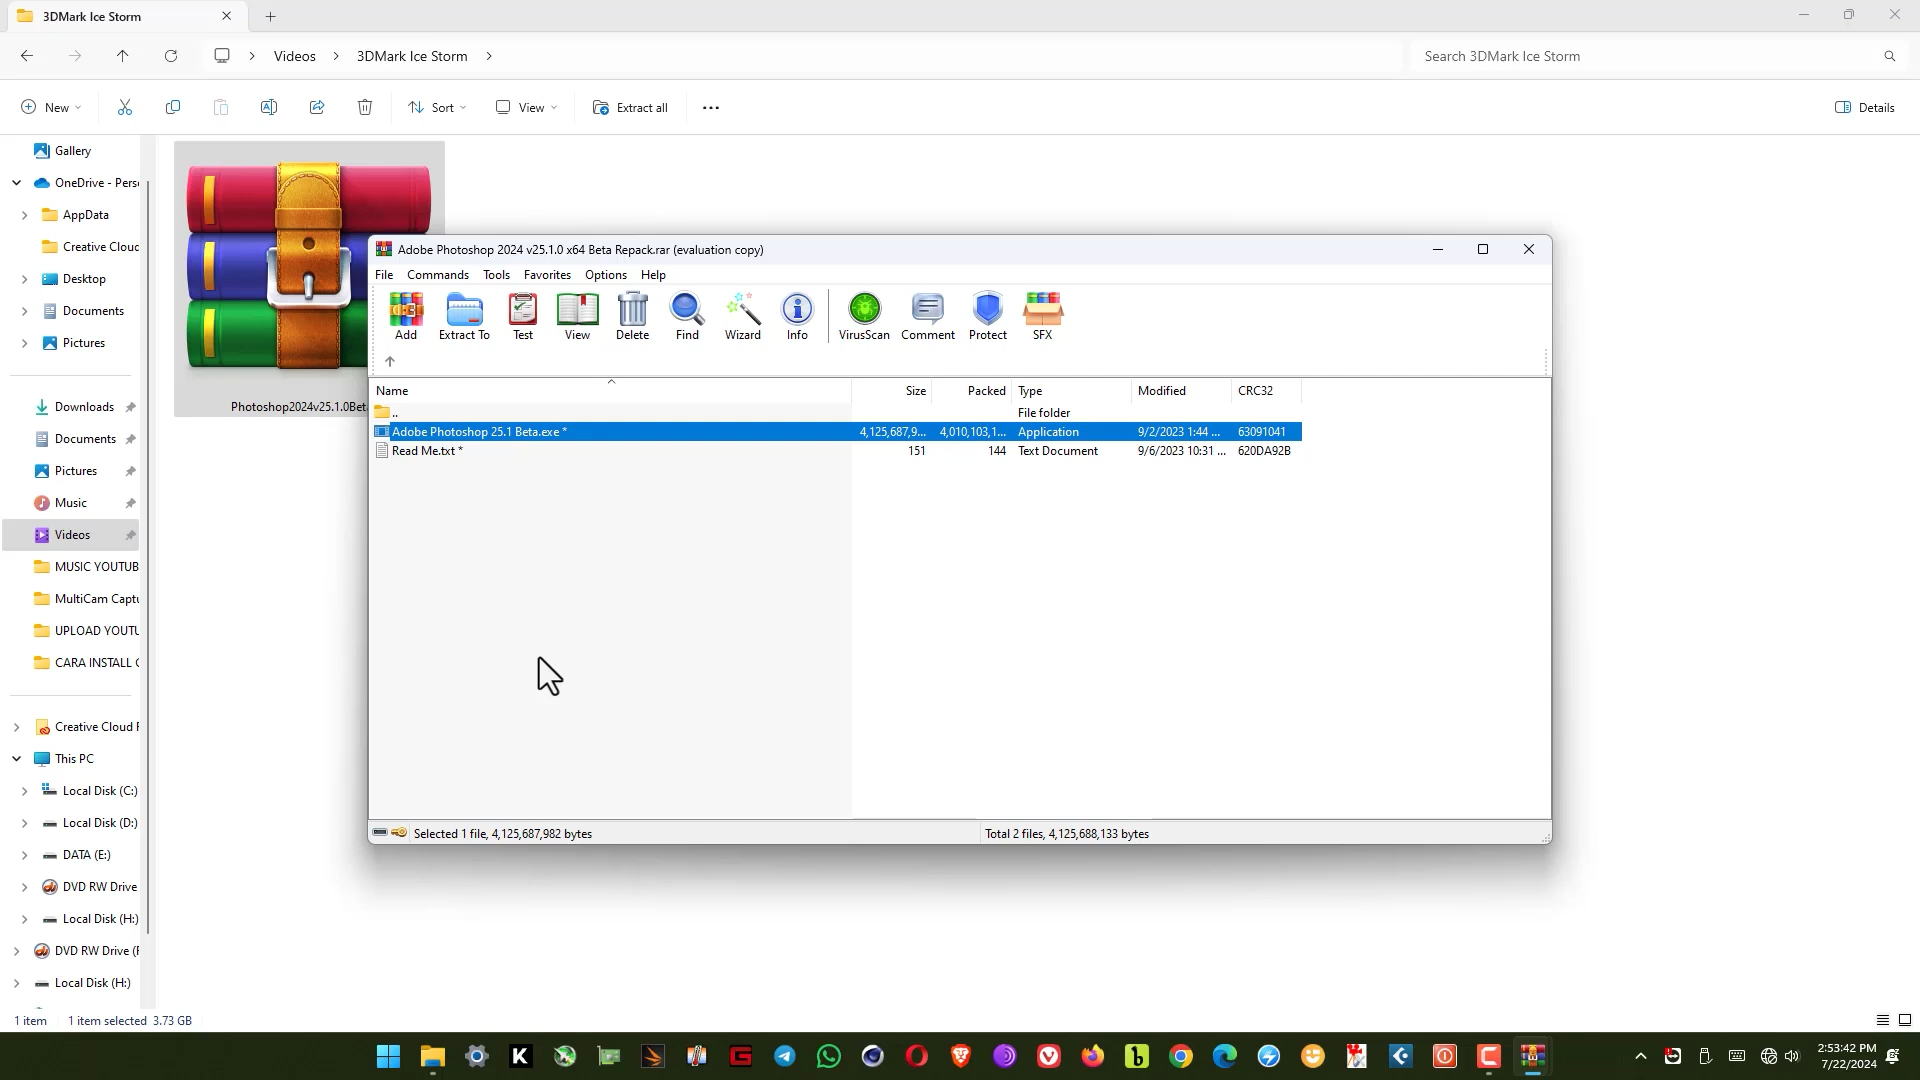 3DMark Ice Storm
Videos
3DMark Ice Storm
Search 3DMark Ice Storm
New
Sort
View
Extract all
Details
Gallery
OneDrive - Pers
AppData
Creative Cloud
Desktop
Documents
Pictures
Downloads
Documents
Pictures
Music
Videos
MUSIC YOUTUB
MultiCam Captu
UPLOAD YOUTU
CARA INSTALL C
Creative Cloud F
This PC
Local Disk (C:)
Local Disk (D:)
DATA (E:)
DVD RW Drive
Local Disk (H:)
DVD RW Drive (F
Local Disk (H:)
Photoshop2024v25.1.0Bet
Adobe Photoshop 2024 v25.1.0 x64 Beta Repack.rar (evaluation copy)
File Commands Tools Favorites Options Help
Add Extract To Test View Delete Find Wizard Info VirusScan Comment Protect SFX
Name Size Packed Type Modified CRC32
.. File folder
Adobe Photoshop 25.1 Beta.exe * 4,125,687,9... 4,010,103,1... Application 9/2/2023 1:44 ... 63091041
Read Me.txt * 151 144 Text Document 9/6/2023 10:31 ... 620DA92B
Selected 1 file, 4,125,687,982 bytes
Total 2 files, 4,125,688,133 bytes
1 item 1 item selected 3.73 GB
2:53:42 PM
7/22/2024